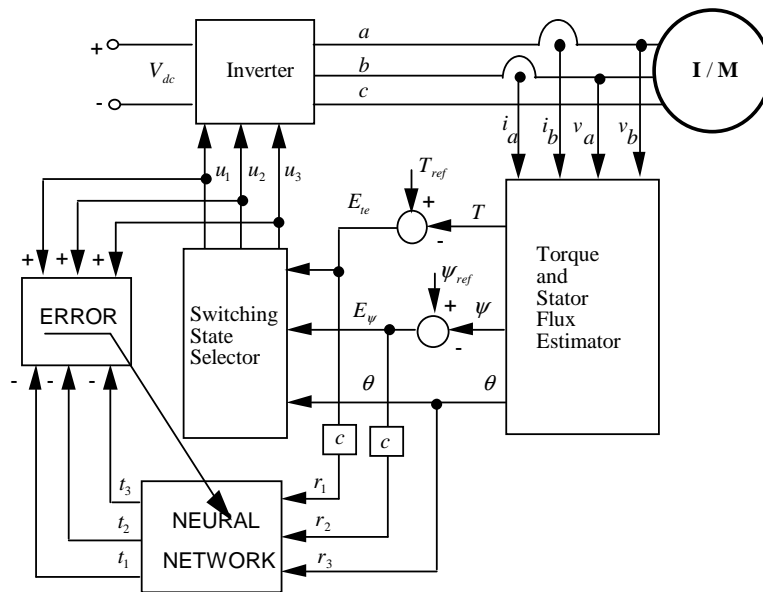 +
V_dc
-
Inverter
a
b
c
I / M
i_a
i_b
v_a
v_b
u_1
u_2
u_3
T_ref
+
-
E_te
T
Torque
and
Stator
Flux
Estimator
+ + +
ERROR
- - -
Switching
State
Selector
ψ_ref
+
-
E_ψ
ψ
θ
θ
c
c
t_3
t_2
t_1
NEURAL
NETWORK
r_1
r_2
r_3